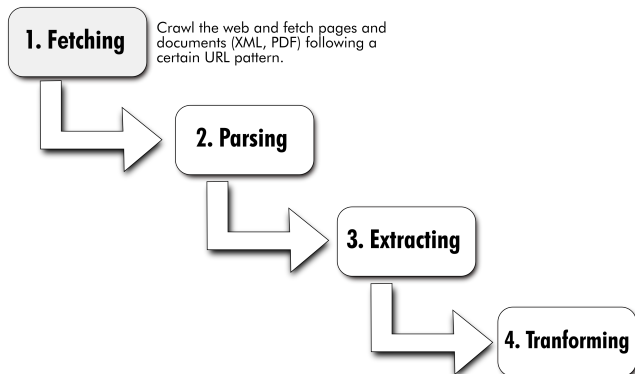 1. Fetching
Crawl the web and fetch pages and
documents (XML, PDF) following a
certain URL pattern.
2. Parsing
3. Extracting
4. Tranforming